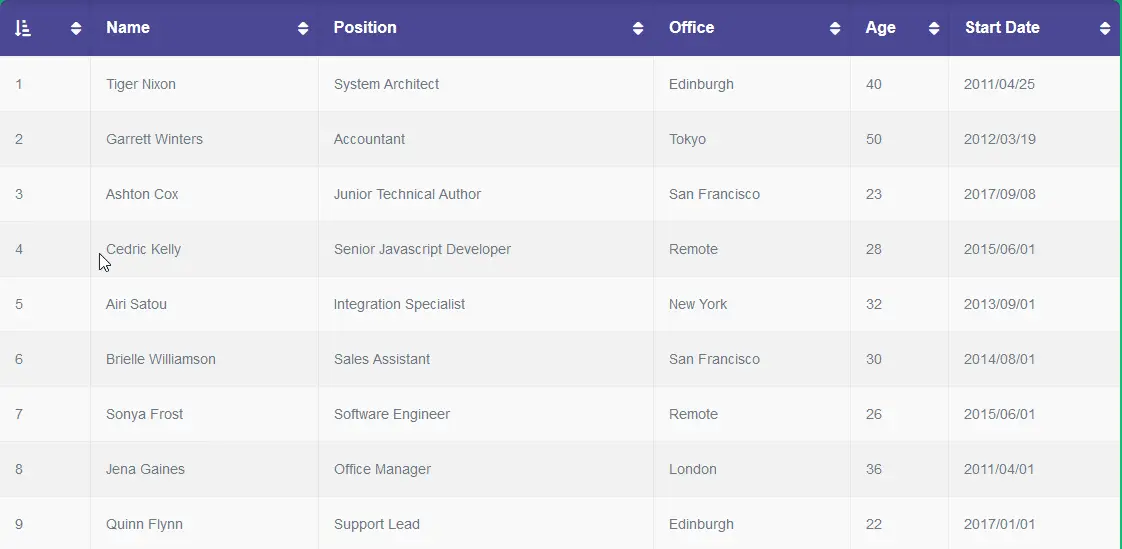 Name Position Office Age Start Date
1 Tiger Nixon System Architect Edinburgh 40 2011/04/25
2 Garrett Winters Accountant Tokyo 50 2012/03/19
3 Ashton Cox Junior Technical Author San Francisco 23 2017/09/08
4 Cedric Kelly Senior Javascript Developer Remote 28 2015/06/01
5 Airi Satou Integration Specialist New York 32 2013/09/01
6 Brielle Williamson Sales Assistant San Francisco 30 2014/08/01
7 Sonya Frost Software Engineer Remote 26 2015/06/01
8 Jena Gaines Office Manager London 36 2011/04/01
9 Quinn Flynn Support Lead Edinburgh 22 2017/01/01